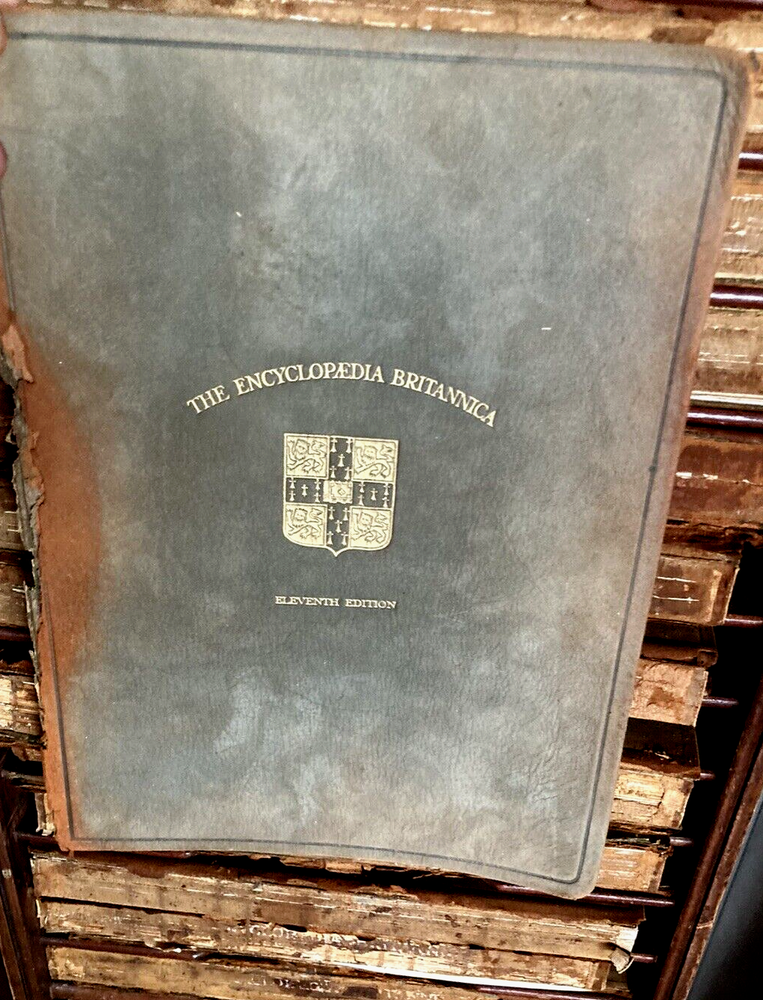 THE ENCYCLOPÆDIA BRITANNICA
ELEVENTH EDITION